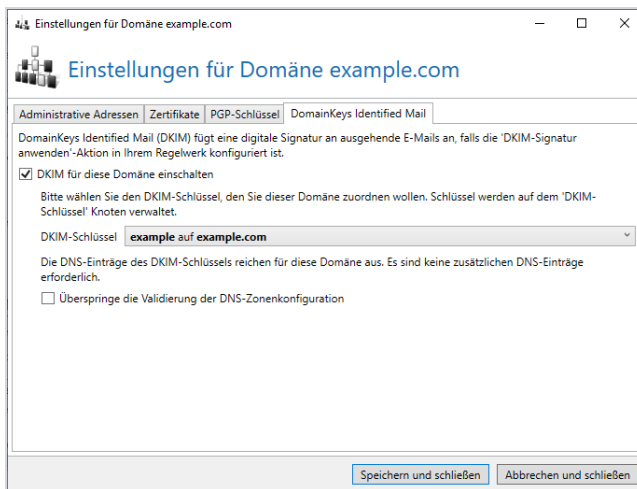 Einstellungen für Domäne example.com
Einstellungen für Domäne example.com
Administrative Adressen Zertifikate PGP-Schlüssel DomainKeys Identified Mail
DomainKeys Identified Mail (DKIM) fügt eine digitale Signatur an ausgehende E-Mails an, falls die 'DKIM-Signatur
anwenden'-Aktion in Ihrem Regelwerk konfiguriert ist.
DKIM für diese Domäne einschalten
Bitte wählen Sie den DKIM-Schlüssel, den Sie dieser Domäne zuordnen wollen. Schlüssel werden auf dem 'DKIM-
Schlüssel' Knoten verwaltet.
DKIM-Schlüssel example auf example.com
Die DNS-Einträge des DKIM-Schlüssels reichen für diese Domäne aus. Es sind keine zusätzlichen DNS-Einträge
erforderlich.
Überspringe die Validierung der DNS-Zonenkonfiguration
Speichern und schließen Abbrechen und schließen